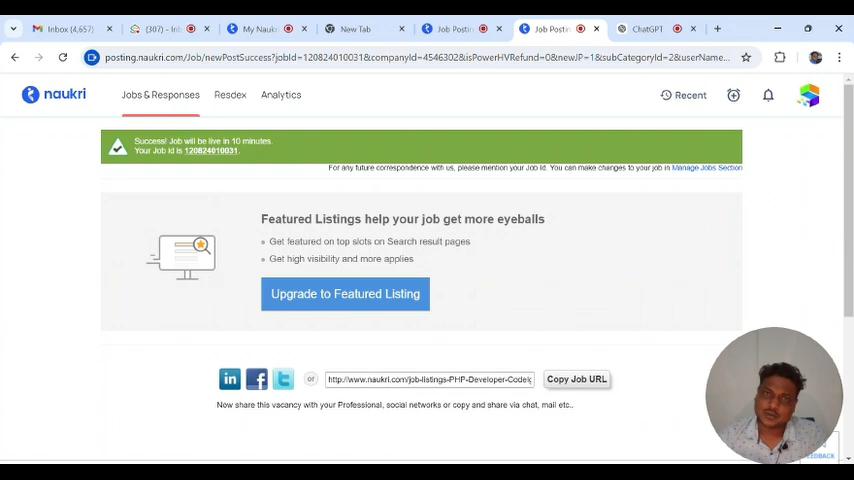 Inbox (4,657)
(307) - Inb
My Naukri
New Tab
Job Postin
Job Postin
ChatGPT
posting.naukri.com/Job/newPostSuccess?jobId=120824010031&companyId=4546302&isPowerHVRefund=0&newJP=1&subCategoryId=2&userName...
naukri
Jobs & Responses
Resdex
Analytics
Recent
Success! Job will be live in 10 minutes.
Your Job id is 120824010031.
For any future correspondence with us, please mention your Job Id. You can make changes to your job in Manage Jobs Section
Featured Listings help your job get more eyeballs
Get featured on top slots on Search result pages
Get high visibility and more applies
Upgrade to Featured Listing
in
f
t
or
http://www.naukri.com/job-listings-PHP-Developer-Codei
Copy Job URL
Now share this vacancy with your Professional, social networks or copy and share via chat, mail etc..
FEEDBACK